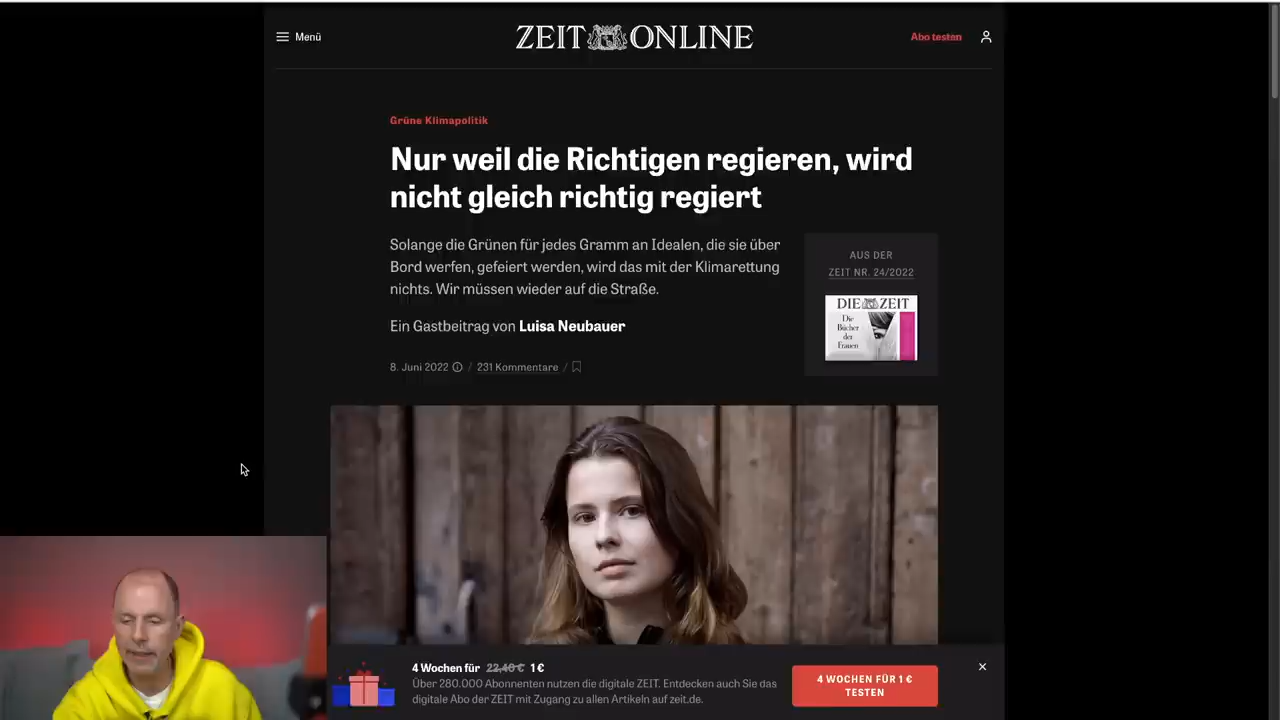 Menü
ZEIT ONLINE
Abo testen
Grüne Klimapolitik
Nur weil die Richtigen regieren, wird
nicht gleich richtig regiert
Solange die Grünen für jedes Gramm an Idealen, die sie über
Bord werfen, gefeiert werden, wird das mit der Klimarettung
nichts. Wir müssen wieder auf die Straße.
Ein Gastbeitrag von Luisa Neubauer
8. Juni 2022 / 231 Kommentare /
AUS DER
ZEIT NR. 24/2022
DIE ZEIT
Die
Bücher
der
Frauen
4 Wochen für 22,40 € 1 €
Über 280.000 Abonnenten nutzen die digitale ZEIT. Entdecken auch Sie das
digitale Abo der ZEIT mit Zugang zu allen Artikeln auf zeit.de.
4 WOCHEN FÜR 1 €
TESTEN